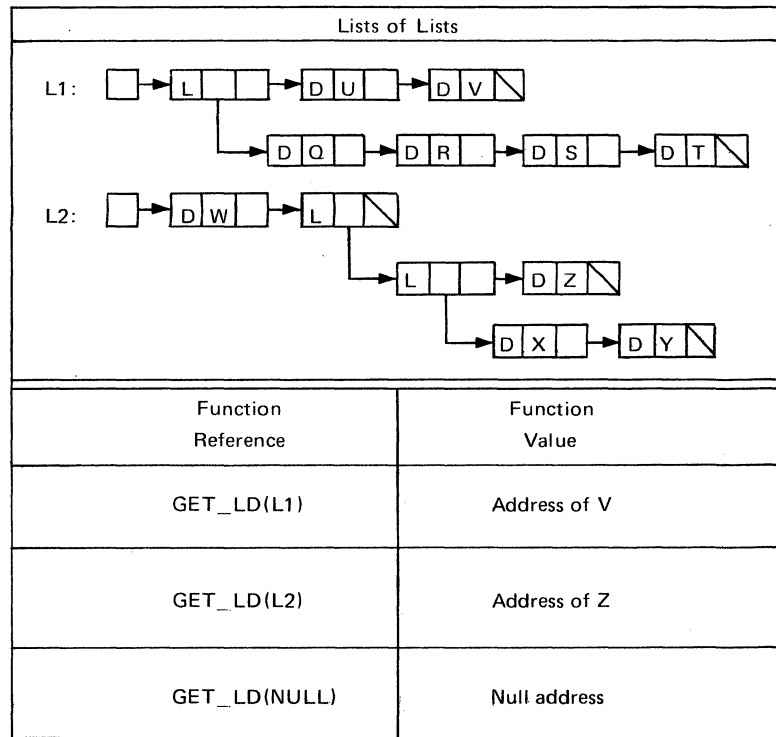 Lists of Lists
L1: L D U D V
D Q D R D S D T
L2: D W L
L D Z
D X D Y
Function Reference
Function Value
GET_LD(L1) Address of V
GET_LD(L2) Address of Z
GET_LD(NULL) Null address